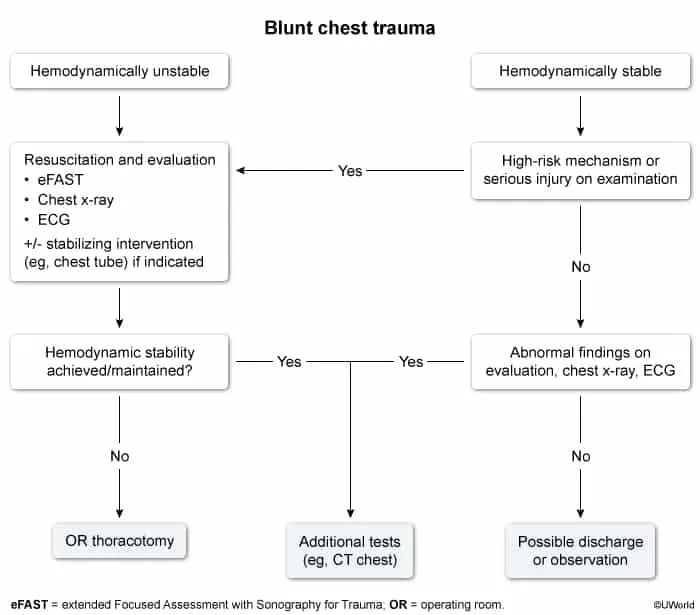 Blunt chest trauma
Hemodynamically unstable
Hemodynamically stable
Resuscitation and evaluation
• eFAST
• Chest x-ray
• ECG
+/- stabilizing intervention
(eg, chest tube) if indicated
Yes
High-risk mechanism or
serious injury on examination
No
Hemodynamic stability
achieved/maintained?
Yes
Yes
Abnormal findings on
evaluation, chest x-ray, ECG
No
No
OR thoracotomy
Additional tests
(eg, CT chest)
Possible discharge
or observation
eFAST = extended Focused Assessment with Sonography for Trauma; OR = operating room.
©UWorld